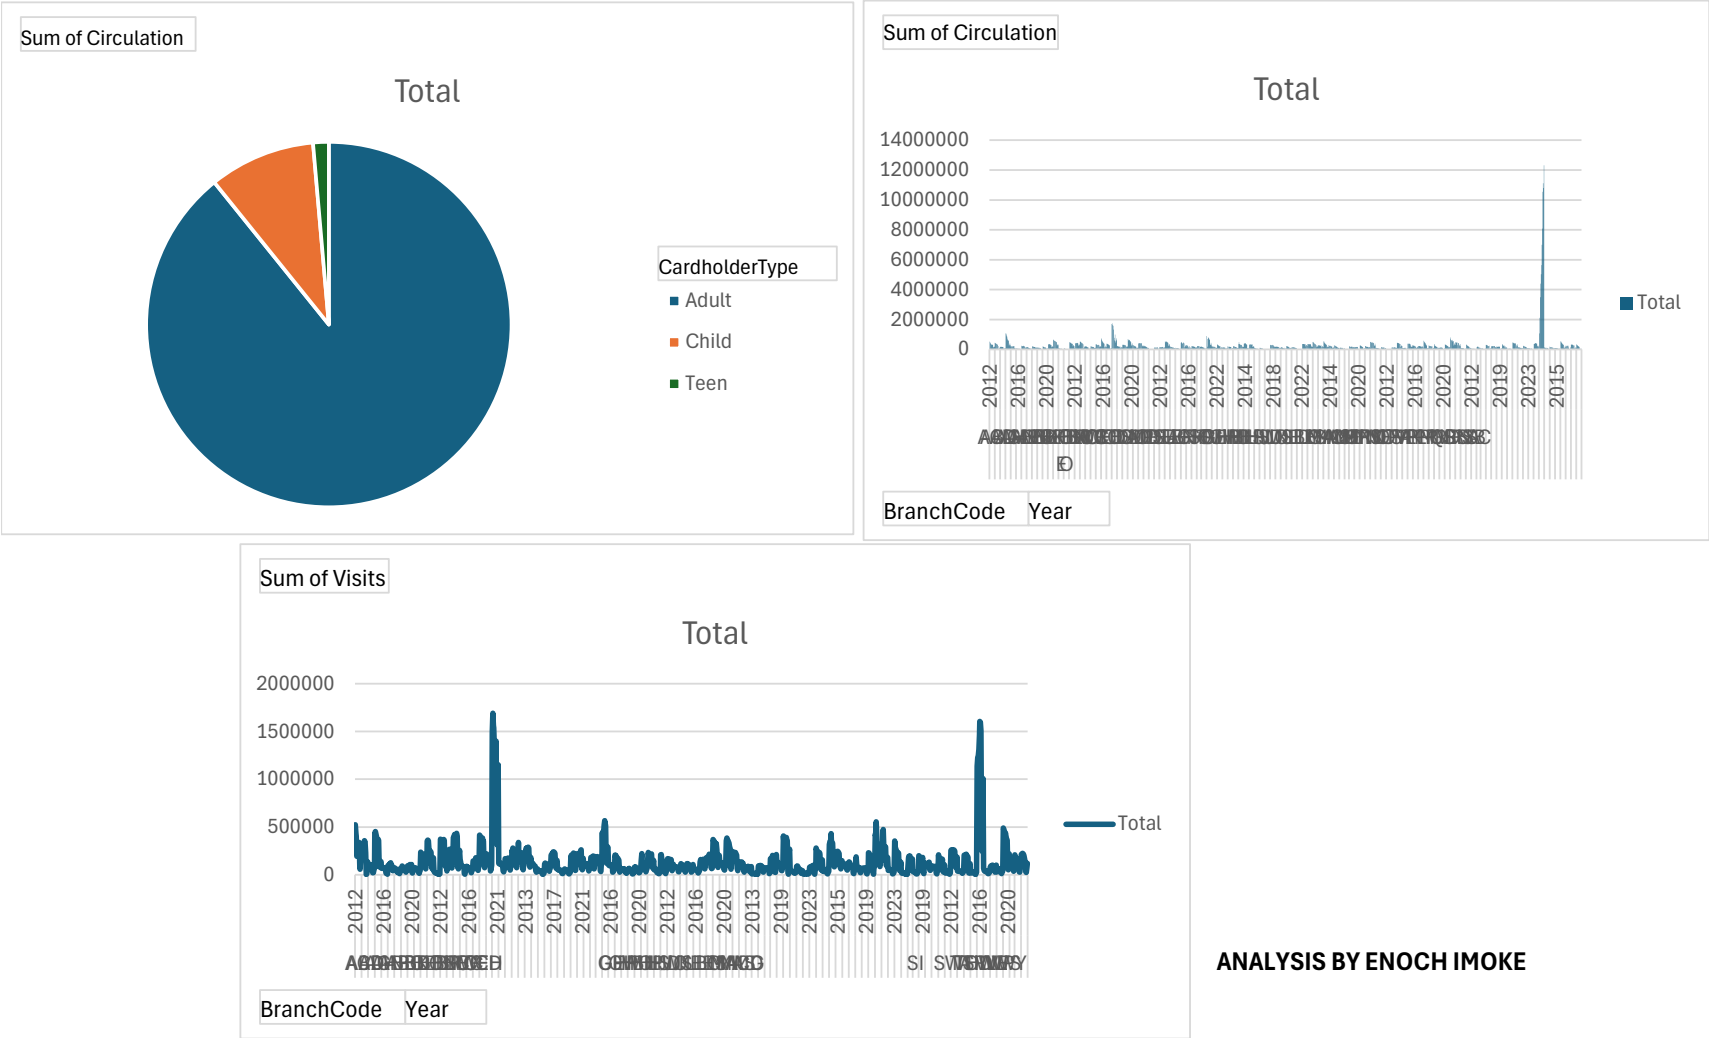 Sum of Circulation
Total
CardholderType
Adult
Child
Teen
Sum of Circulation
Total
14000000
12000000
10000000
8000000
6000000
4000000
2000000
0
Total
2012 2016 2020 2012 2016 2020 2012 2016 2022 2014 2018 2022 2014 2020 2012 2016 2020 2012 2019 2023 2015
BranchCode Year
Sum of Visits
Total
2000000
1500000
1000000
500000
0
Total
2012 2016 2020 2012 2016 2021 2013 2017 2021 2016 2020 2012 2016 2020 2013 2019 2023 2015 2019 2023 2019 2012 2016 2020
SI
BranchCode Year
ANALYSIS BY ENOCH IMOKE